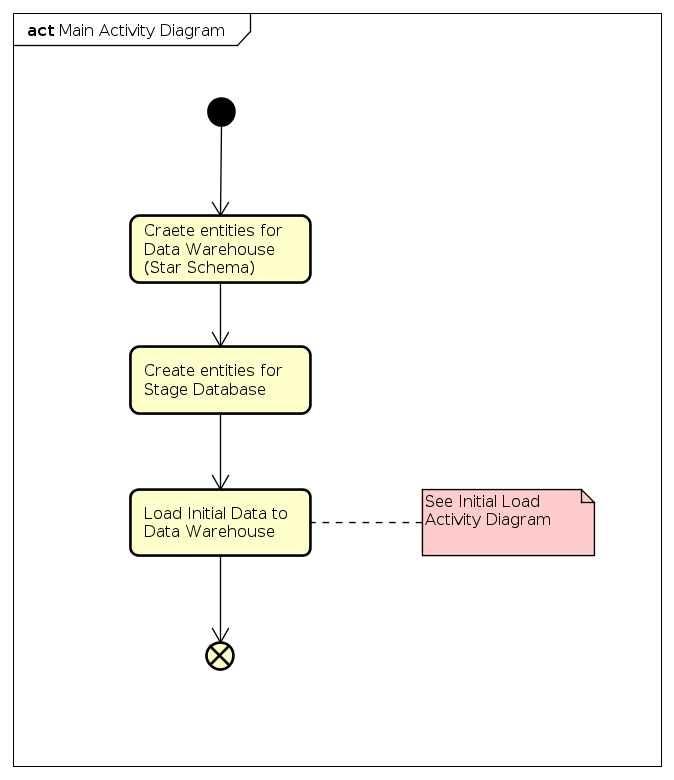 act Main Activity Diagram
Craete entities for
Data Warehouse
(Star Schema)
Create entities for
Stage Database
Load Initial Data to
Data Warehouse
See Initial Load
Activity Diagram